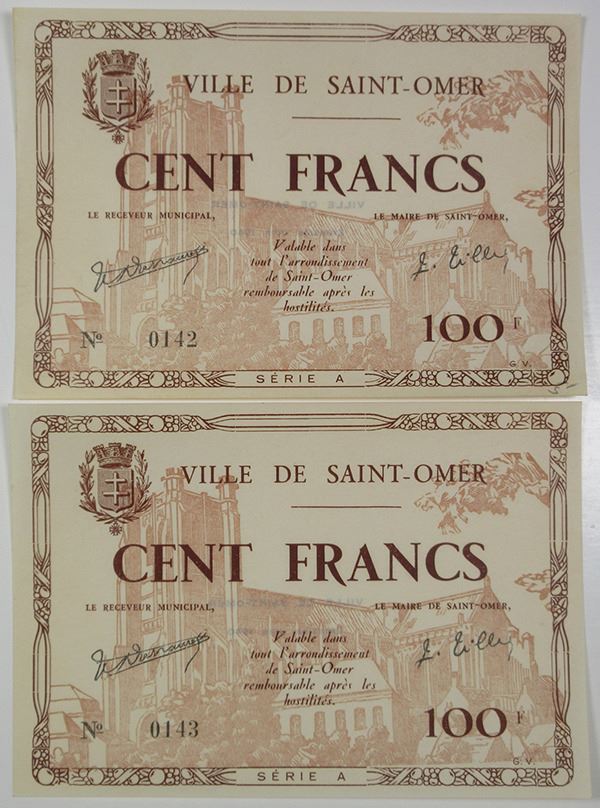 VILLE DE SAINT-OMER
CENT FRANCS
LE RECEVEUR MUNICIPAL,
LE MAIRE DE SAINT-OMER,
Valable dans
tout l'arrondissement
de Saint-Omer
remboursable après les
hostilités.
Nº 0142
100 F
G. V.
SÉRIE A
VILLE DE SAINT-OMER
CENT FRANCS
LE RECEVEUR MUNICIPAL,
LE MAIRE DE SAINT-OMER,
Valable dans
tout l'arrondissement
de Saint-Omer
remboursable après les
hostilités.
Nº 0143
100 F
G. V.
SÉRIE A